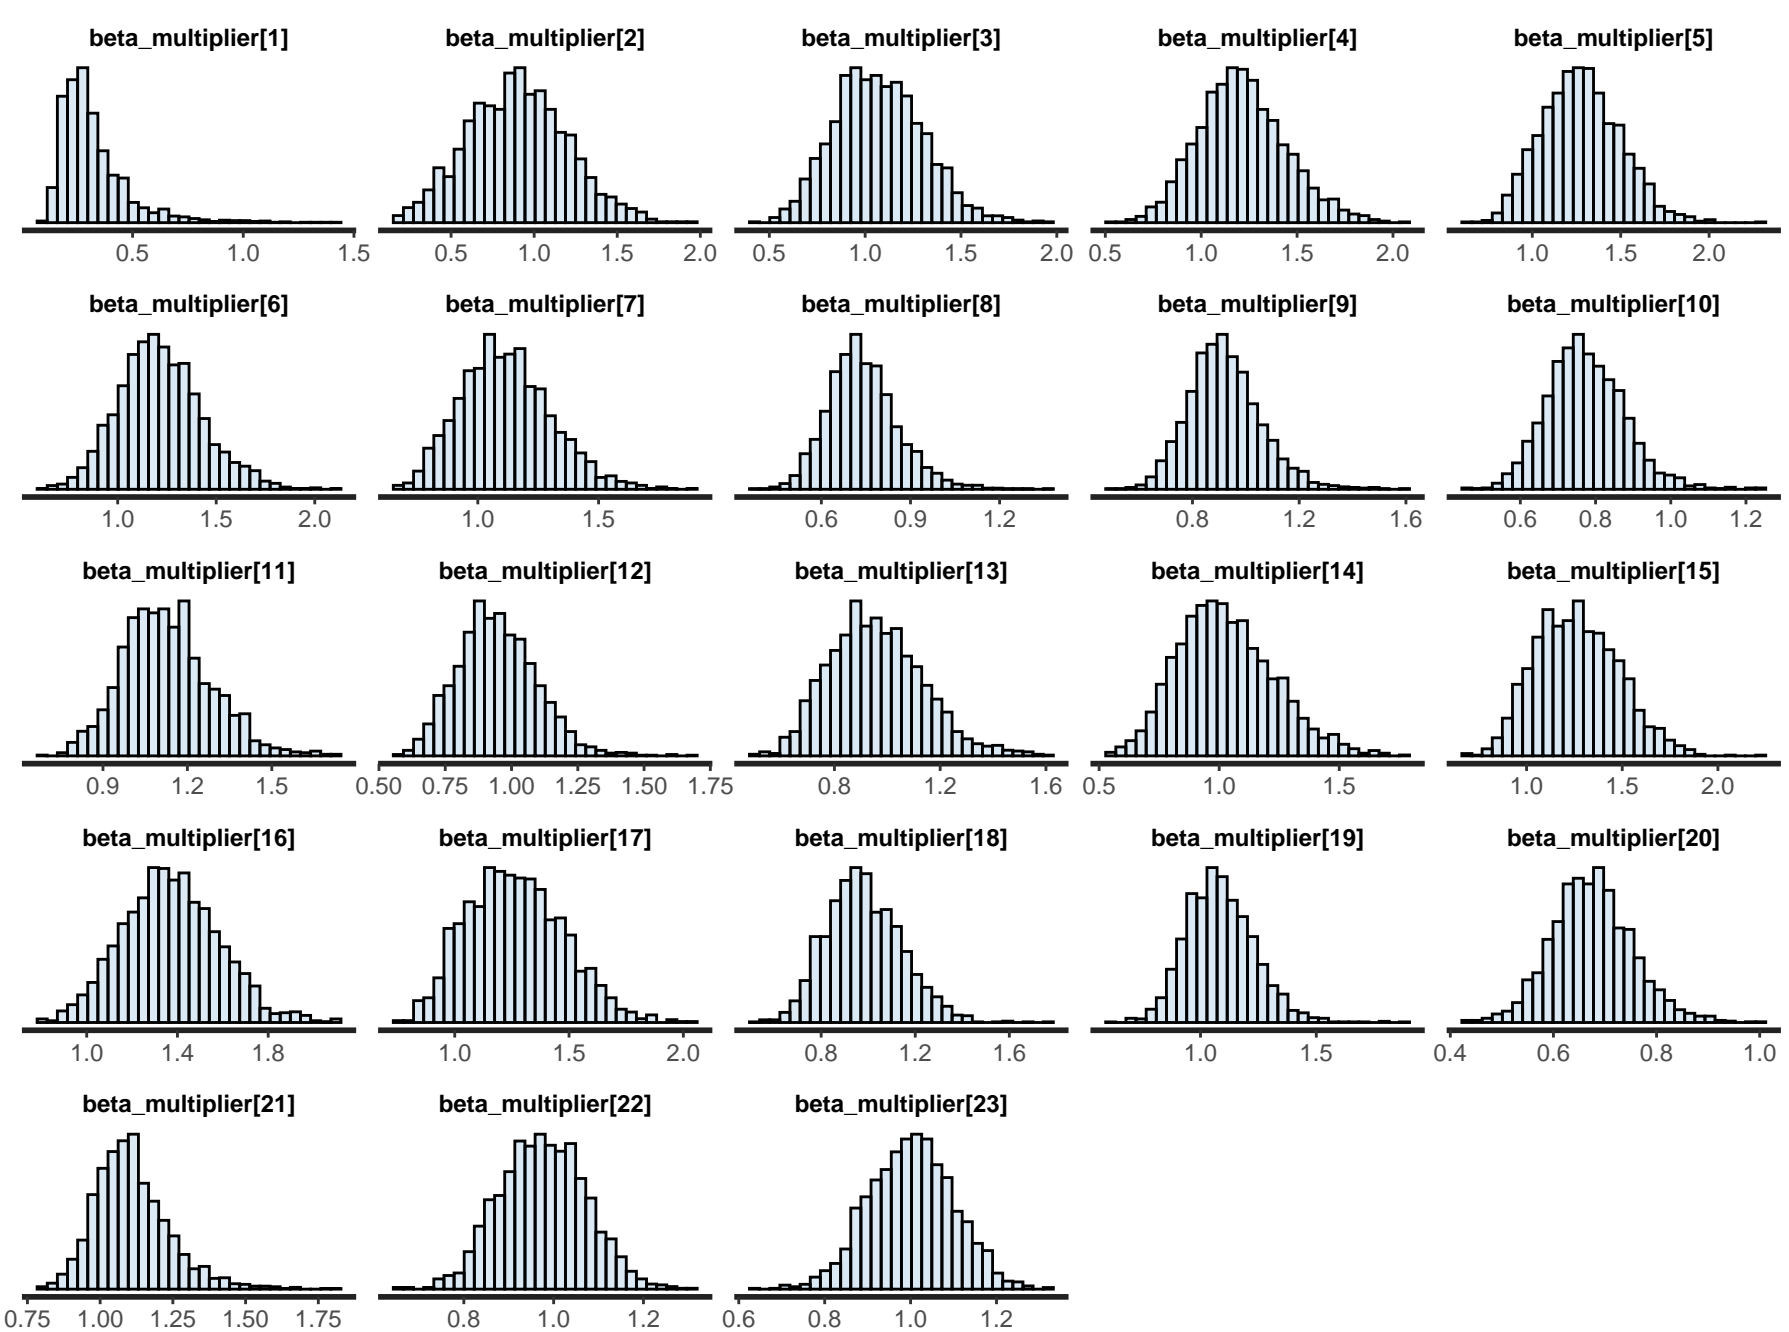 beta_multiplier[1] beta_multiplier[2] beta_multiplier[3] beta_multiplier[4] beta_multiplier[5]
0.5 1.0 1.5 0.5 1.0 1.5 2.0 0.5 1.0 1.5 2.0 0.5 1.0 1.5 2.0 1.0 1.5 2.0
beta_multiplier[6] beta_multiplier[7] beta_multiplier[8] beta_multiplier[9] beta_multiplier[10]
1.0 1.5 2.0 1.0 1.5 0.6 0.9 1.2 0.8 1.2 1.6 0.6 0.8 1.0 1.2
beta_multiplier[11] beta_multiplier[12] beta_multiplier[13] beta_multiplier[14] beta_multiplier[15]
0.9 1.2 1.5 0.50 0.75 1.00 1.25 1.50 1.75 0.8 1.2 1.6 0.5 1.0 1.5 1.0 1.5 2.0
beta_multiplier[16] beta_multiplier[17] beta_multiplier[18] beta_multiplier[19] beta_multiplier[20]
1.0 1.4 1.8 1.0 1.5 2.0 0.8 1.2 1.6 1.0 1.5 0.4 0.6 0.8 1.0
beta_multiplier[21] beta_multiplier[22] beta_multiplier[23]
0.75 1.00 1.25 1.50 1.75 0.8 1.0 1.2 0.6 0.8 1.0 1.2